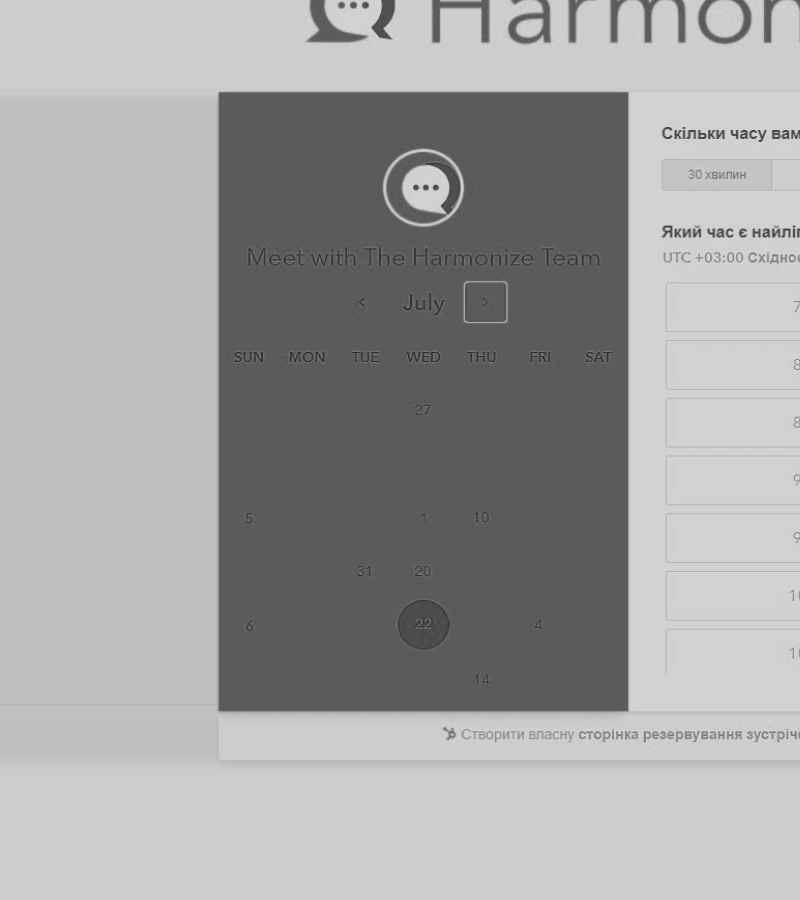 Harmon
Скільки часу вам
30 хвилин
Meet with The Harmonize Team
Який час є найліп
UTC +03:00 Східноє
July
SUN MON TUE WED THU FRI SAT
27
5 1 10
31 20
6 22 4
14
7
8
8
9
9
10
10
Створити власну сторінка резервування зустріч